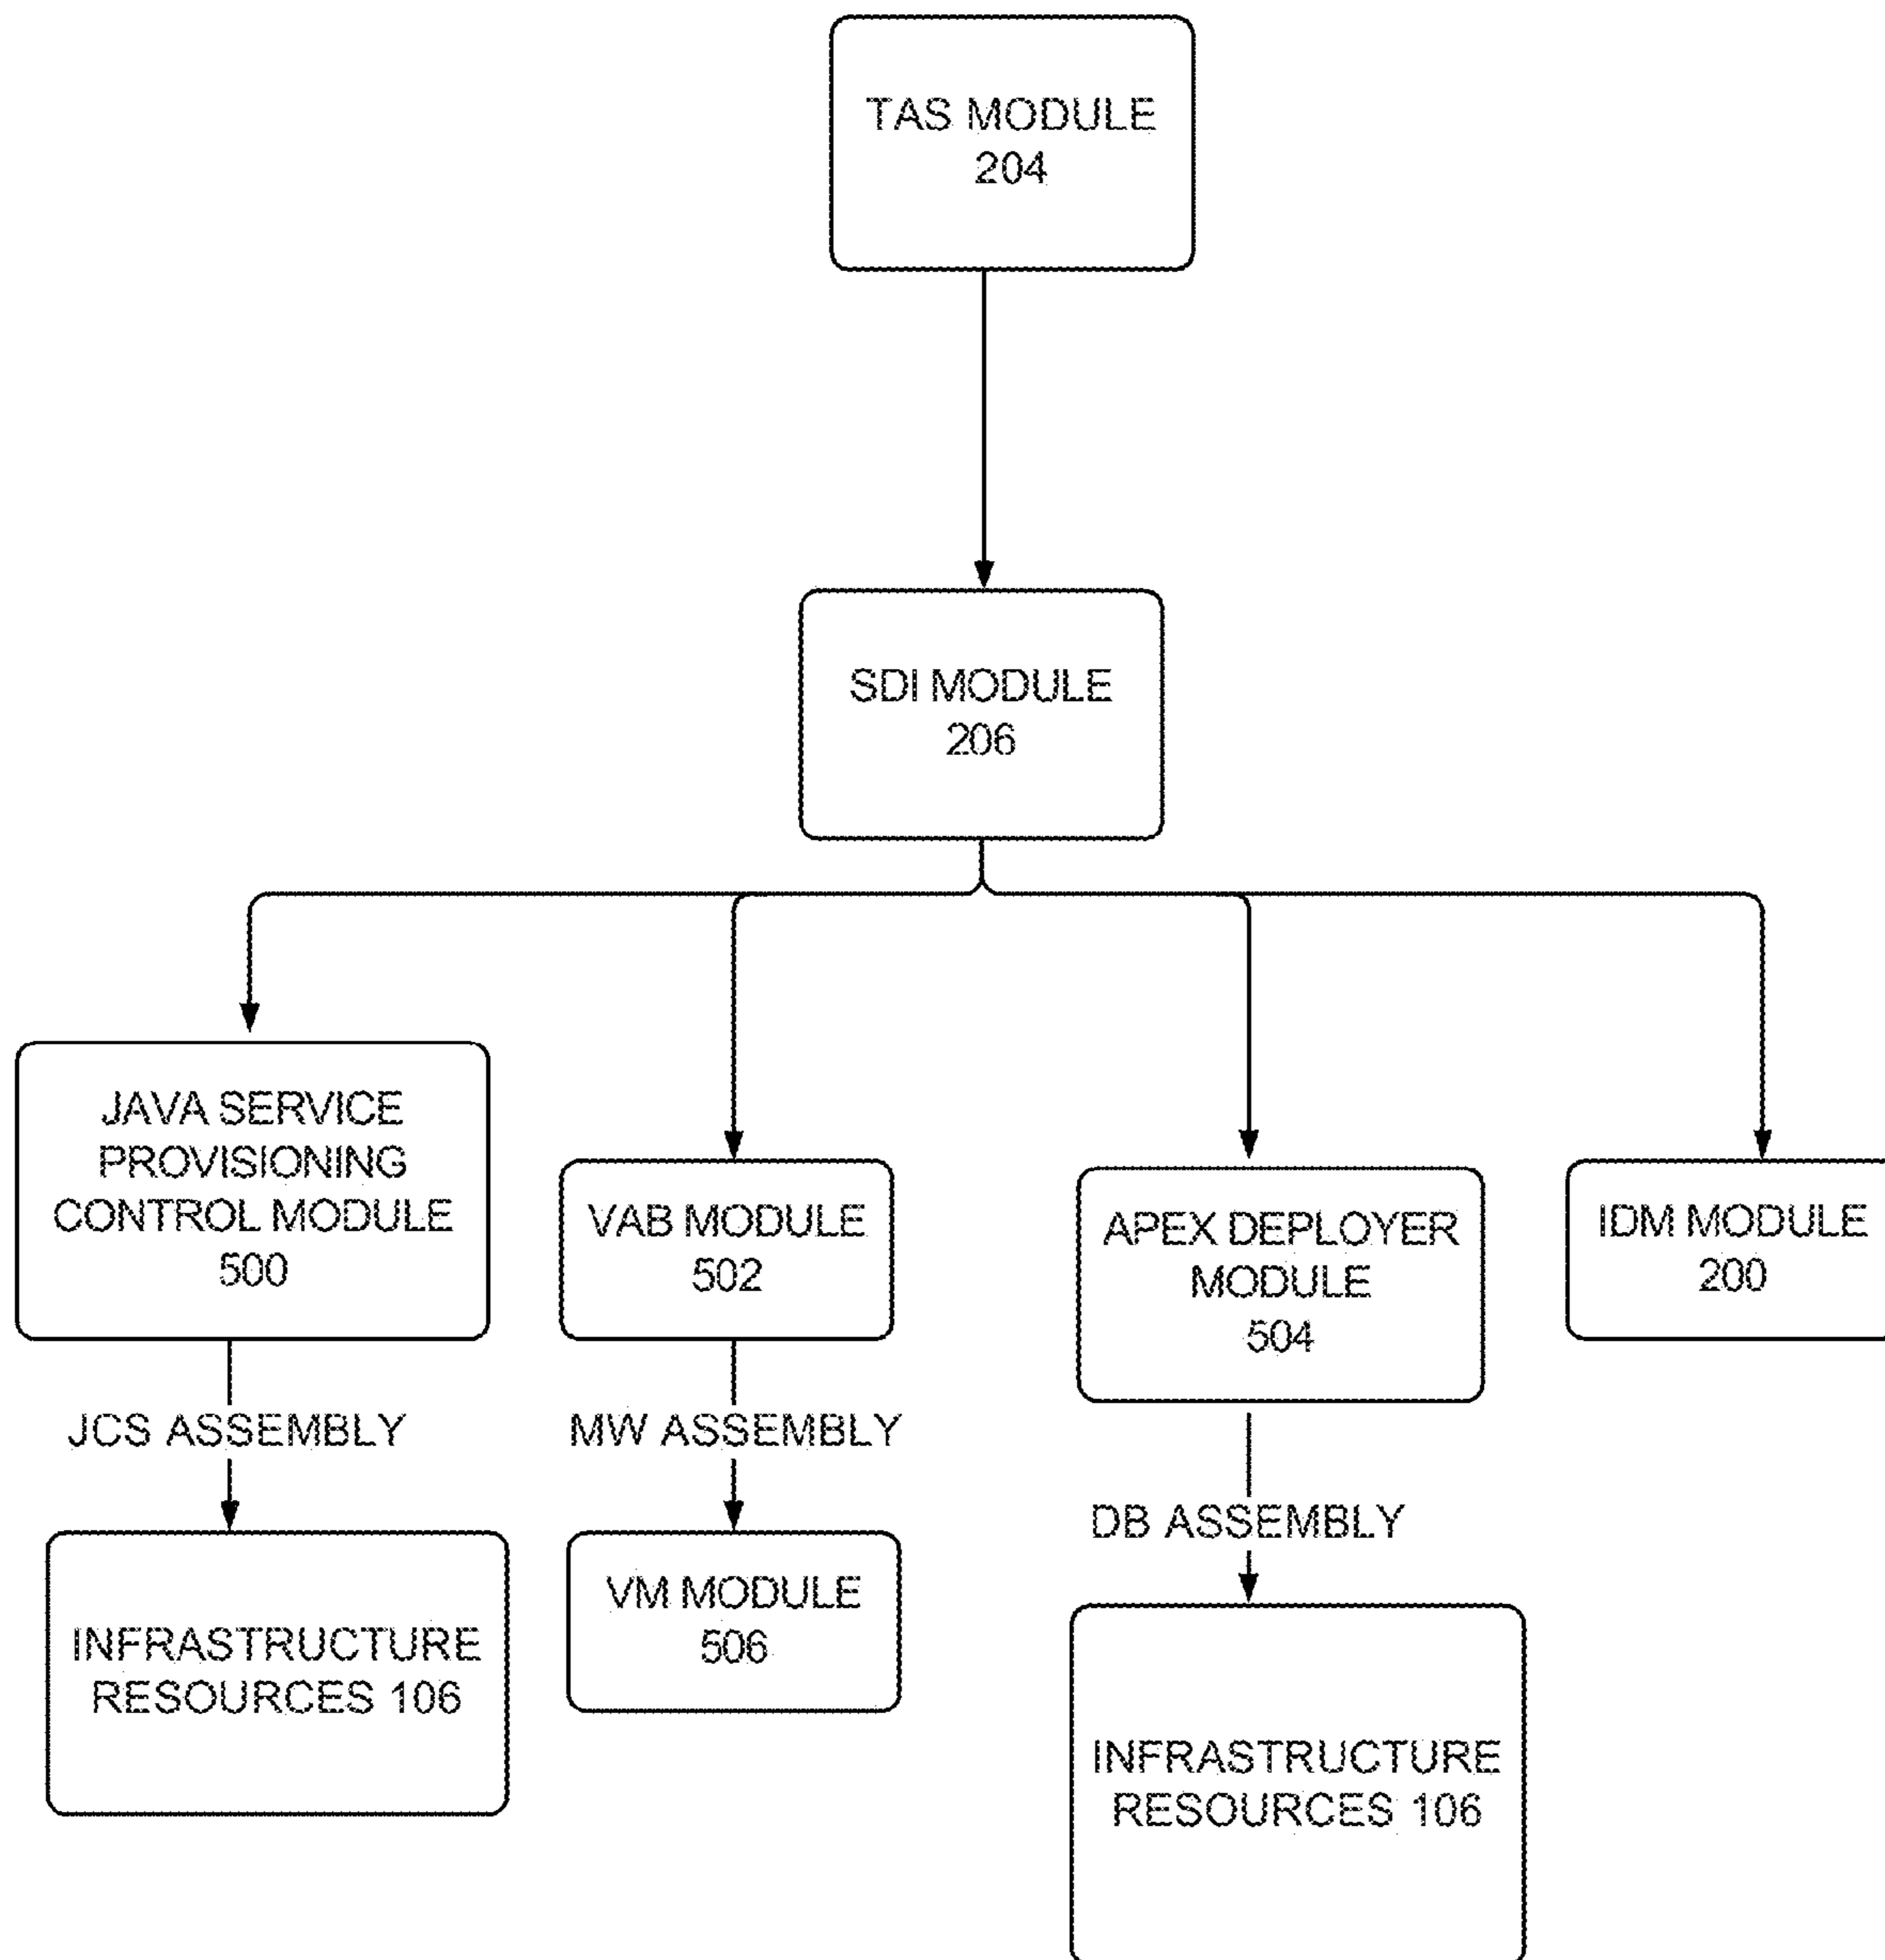 TAS MODULE
204
SDI MODULE
206
JAVA SERVICE
PROVISIONING
CONTROL MODULE
500
VAB MODULE
502
APEX DEPLOYER
MODULE
504
IDM MODULE
200
JCS ASSEMBLY
MW ASSEMBLY
DB ASSEMBLY
INFRASTRUCTURE
RESOURCES 106
VM MODULE
506
INFRASTRUCTURE
RESOURCES 106